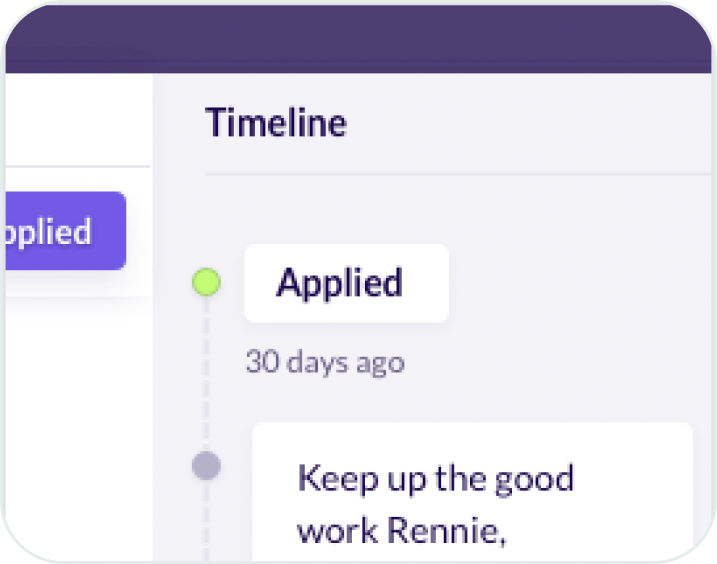 Timeline
pplied
Applied
30 days ago
Keep up the good
work Rennie,